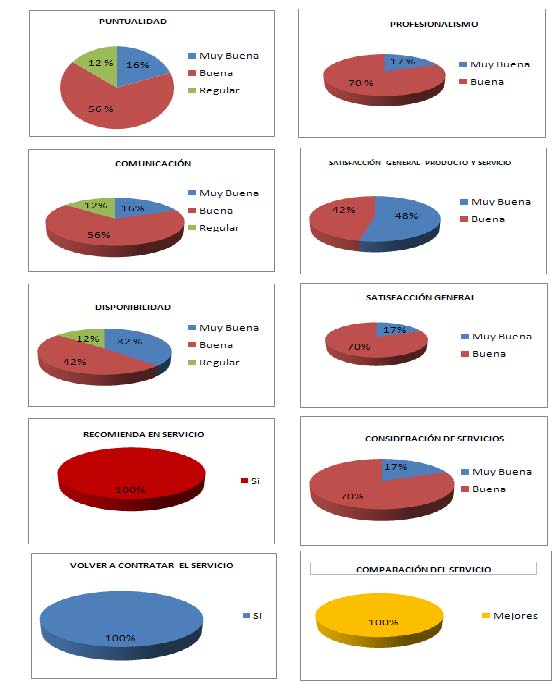 PUNTUALIDAD
12 %
16%
56 %
Muy Buena
Buena
Regular
PROFESIONALISMO
17 %
70 %
Muy Buena
Buena
COMUNICACIÓN
12%
16%
56%
Muy Buena
Buena
Regular
SATISFACCIÓN GENERAL PRODUCTO Y SERVICIO
42%
48%
Muy Buena
Buena
DISPONIBILIDAD
12%
32%
42%
Muy Buena
Buena
Regular
SATISFACCIÓN GENERAL
17%
70%
Muy Buena
Buena
RECOMIENDA EN SERVICIO
100%
Si
CONSIDERACIÓN DE SERVICIOS
17%
70%
Muy Buena
Buena
VOLVER A CONTRATAR EL SERVICIO
100%
Si
COMPARACIÓN DEL SERVICIO
100%
Mejores